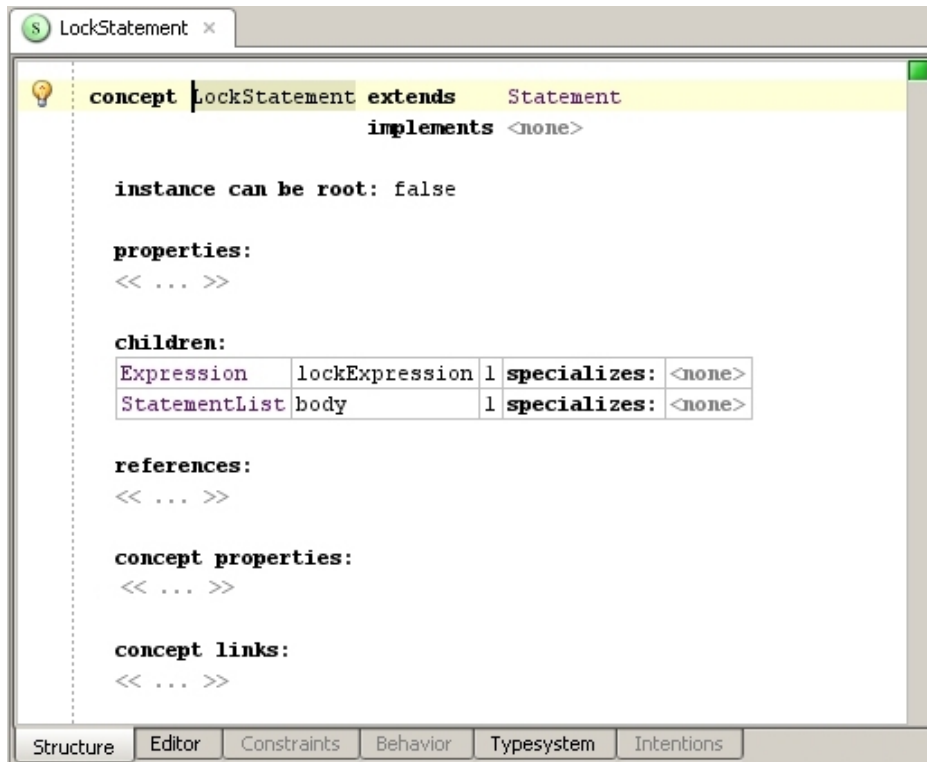 S LockStatement ×
concept LockStatement extends Statement
implements <none>
instance can be root: false
properties:
<< ... >>
children:
Expression lockExpression 1 specializes: <none>
StatementList body 1 specializes: <none>
references:
<< ... >>
concept properties:
<< ... >>
concept links:
<< ... >>
Structure Editor Constraints Behavior Typesystem Intentions